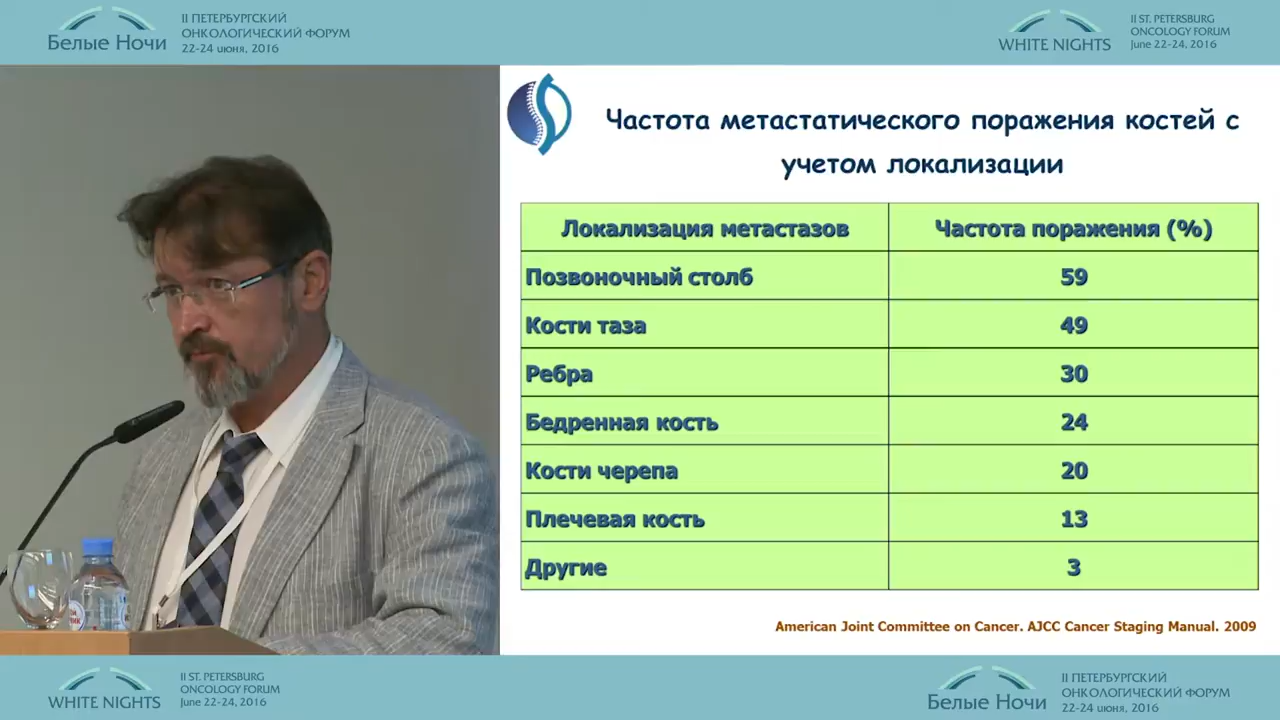 Белые Ночи
II ПЕТЕРБУРГСКИЙ
ОНКОЛОГИЧЕСКИЙ ФОРУМ
22-24 июня, 2016
WHITE NIGHTS
II ST. PETERSBURG
ONCOLOGY FORUM
June 22-24, 2016
Частота метастатического поражения костей с
учетом локализации
Локализация метастазов Частота поражения (%)
Позвоночный столб 59
Кости таза 49
Ребра 30
Бедренная кость 24
Кости черепа 20
Плечевая кость 13
Другие 3
American Joint Committee on Cancer. AJCC Cancer Staging Manual. 2009
WHITE NIGHTS
II ST. PETERSBURG
ONCOLOGY FORUM
June 22-24, 2016
Белые Ночи
II ПЕТЕРБУРГСКИЙ
ОНКОЛОГИЧЕСКИЙ ФОРУМ
22-24 июня, 2016